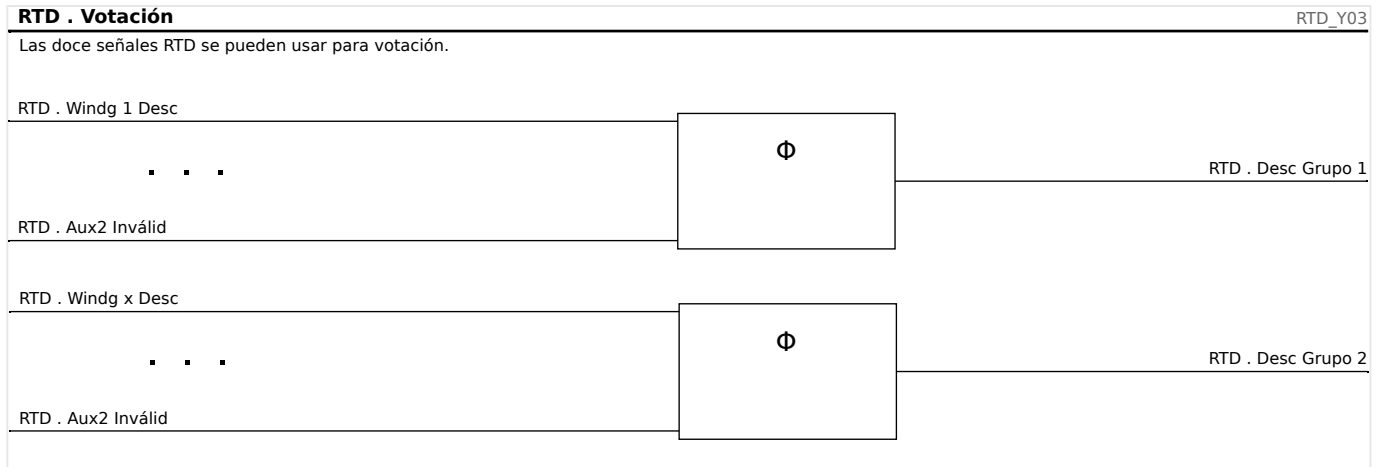 RTD . Votación
RTD_Y03
Las doce señales RTD se pueden usar para votación.
RTD . Windg 1 Desc
Φ
. . .
RTD . Desc Grupo 1
RTD . Aux2 Inválid
RTD . Windg x Desc
Φ
. . .
RTD . Desc Grupo 2
RTD . Aux2 Inválid